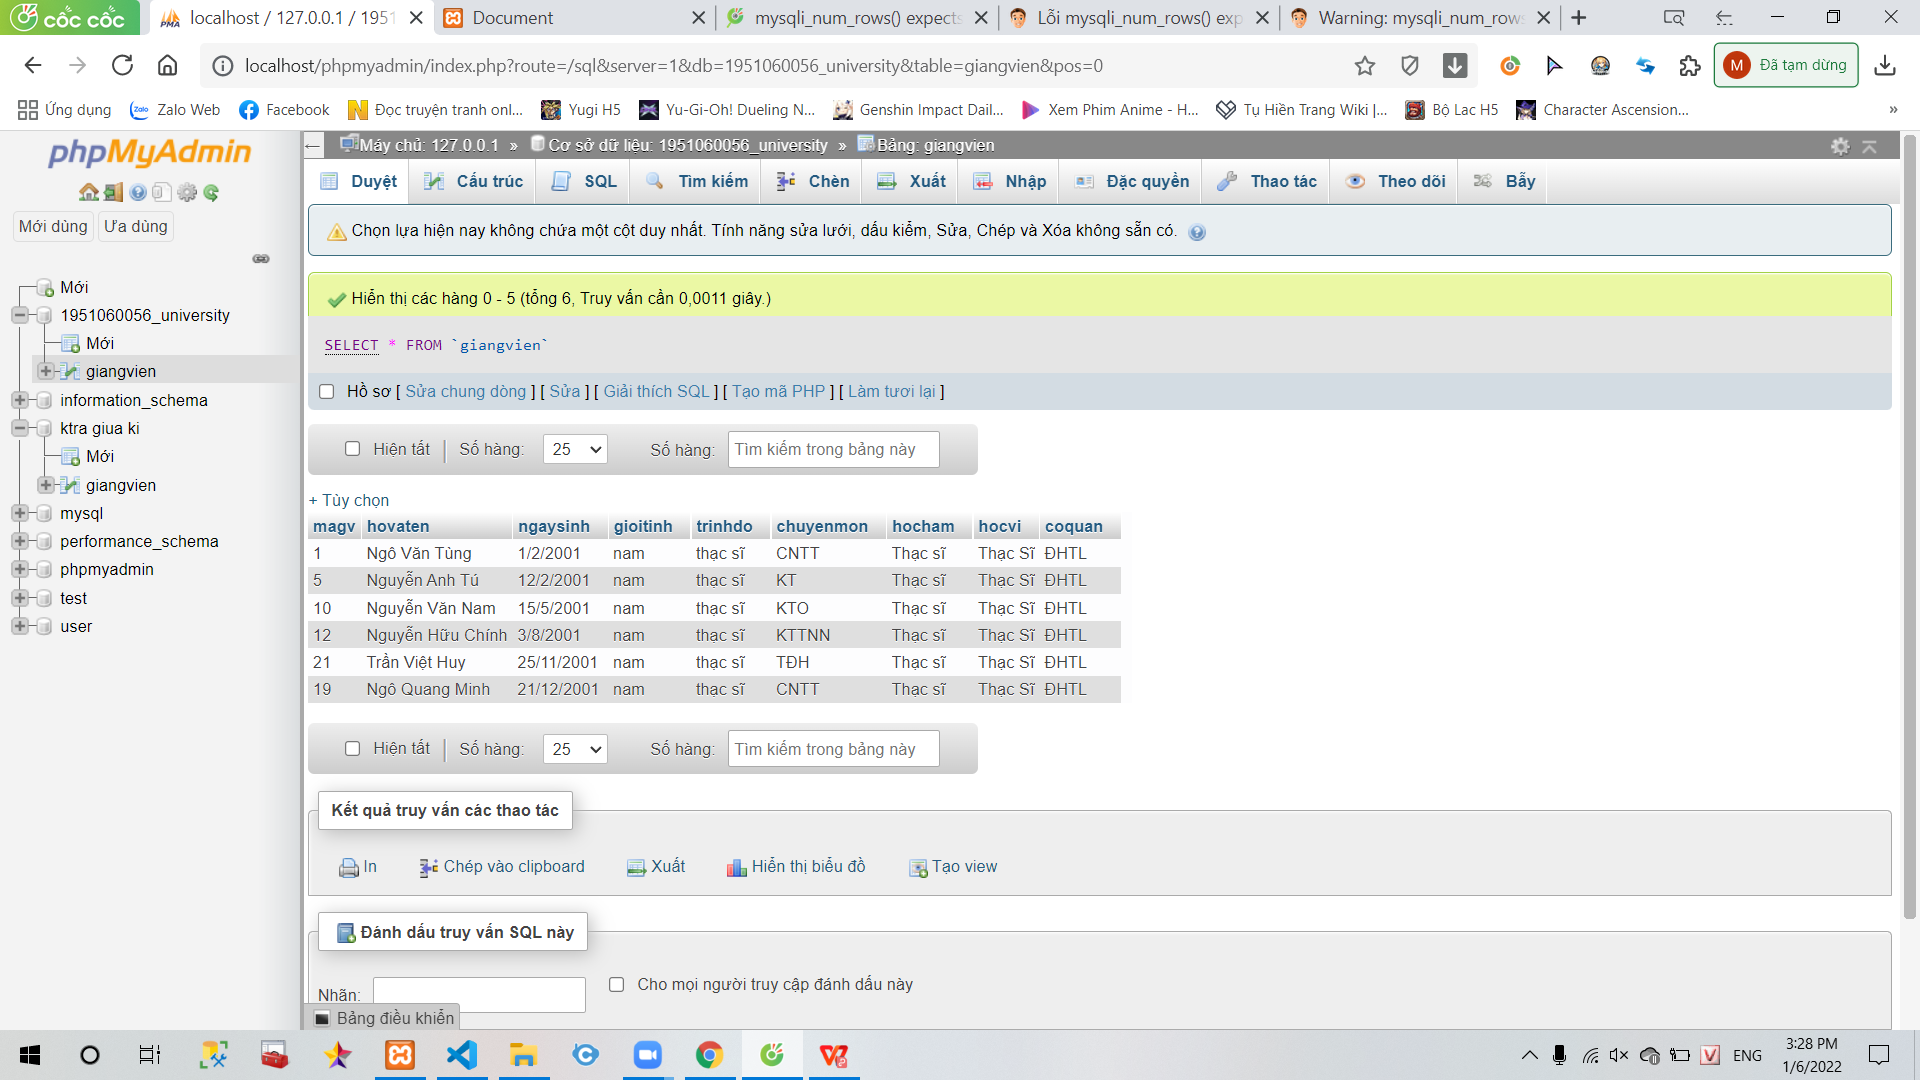 cốc cốc
localhost / 127.0.0.1 / 1951
Document
mysqli_num_rows() expects
Lỗi mysqli_num_rows() exp
Warning: mysqli_num_rows
localhost/phpmyadmin/index.php?route=/sql&server=1&db=1951060056_university&table=giangvien&pos=0
M Đã tạm dừng
Ứng dụng
Zalo Web
Facebook
Đọc truyện tranh onl...
Yugi H5
Yu-Gi-Oh! Dueling N...
Genshin Impact Dail...
Xem Phim Anime - H...
Tụ Hiền Trang Wiki |...
Bộ Lạc H5
Character Ascension...
»
phpMyAdmin
Mới dùng
Ưa dùng
Mới
1951060056_university
Mới
giangvien
information_schema
ktra giua ki
Mới
giangvien
mysql
performance_schema
phpmyadmin
test
user
Máy chủ: 127.0.0.1 » Cơ sở dữ liệu: 1951060056_university » Bảng: giangvien
Duyệt
Cấu trúc
SQL
Tìm kiếm
Chèn
Xuất
Nhập
Đặc quyền
Thao tác
Theo dõi
Bẫy
Chọn lựa hiện nay không chứa một cột duy nhất. Tính năng sửa lưới, dấu kiểm, Sửa, Chép và Xóa không sẵn có.
Hiển thị các hàng 0 - 5 (tổng 6, Truy vấn cần 0,0011 giây.)
SELECT * FROM `giangvien`
Hồ sơ [ Sửa chung dòng ] [ Sửa ] [ Giải thích SQL ] [ Tạo mã PHP ] [ Làm tươi lại ]
Hiện tất | Số hàng: 25 Số hàng: Tìm kiếm trong bảng này
+ Tùy chọn
magv hovaten ngaysinh gioitinh trinhdo chuyenmon hocham hocvi coquan
1 Ngô Văn Tùng 1/2/2001 nam thạc sĩ CNTT Thạc sĩ Thạc Sĩ ĐHTL
5 Nguyễn Anh Tú 12/2/2001 nam thạc sĩ KT Thạc sĩ Thạc Sĩ ĐHTL
10 Nguyễn Văn Nam 15/5/2001 nam thạc sĩ KTO Thạc sĩ Thạc Sĩ ĐHTL
12 Nguyễn Hữu Chính 3/8/2001 nam thạc sĩ KTTNN Thạc sĩ Thạc Sĩ ĐHTL
21 Trần Việt Huy 25/11/2001 nam thạc sĩ TĐH Thạc sĩ Thạc Sĩ ĐHTL
19 Ngô Quang Minh 21/12/2001 nam thạc sĩ CNTT Thạc sĩ Thạc Sĩ ĐHTL
Hiện tất | Số hàng: 25 Số hàng: Tìm kiếm trong bảng này
Kết quả truy vấn các thao tác
In
Chép vào clipboard
Xuất
Hiển thị biểu đồ
Tạo view
Đánh dấu truy vấn SQL này
Nhãn:
Cho mọi người truy cập đánh dấu này
Bảng điều khiển
ENG
3:28 PM
1/6/2022